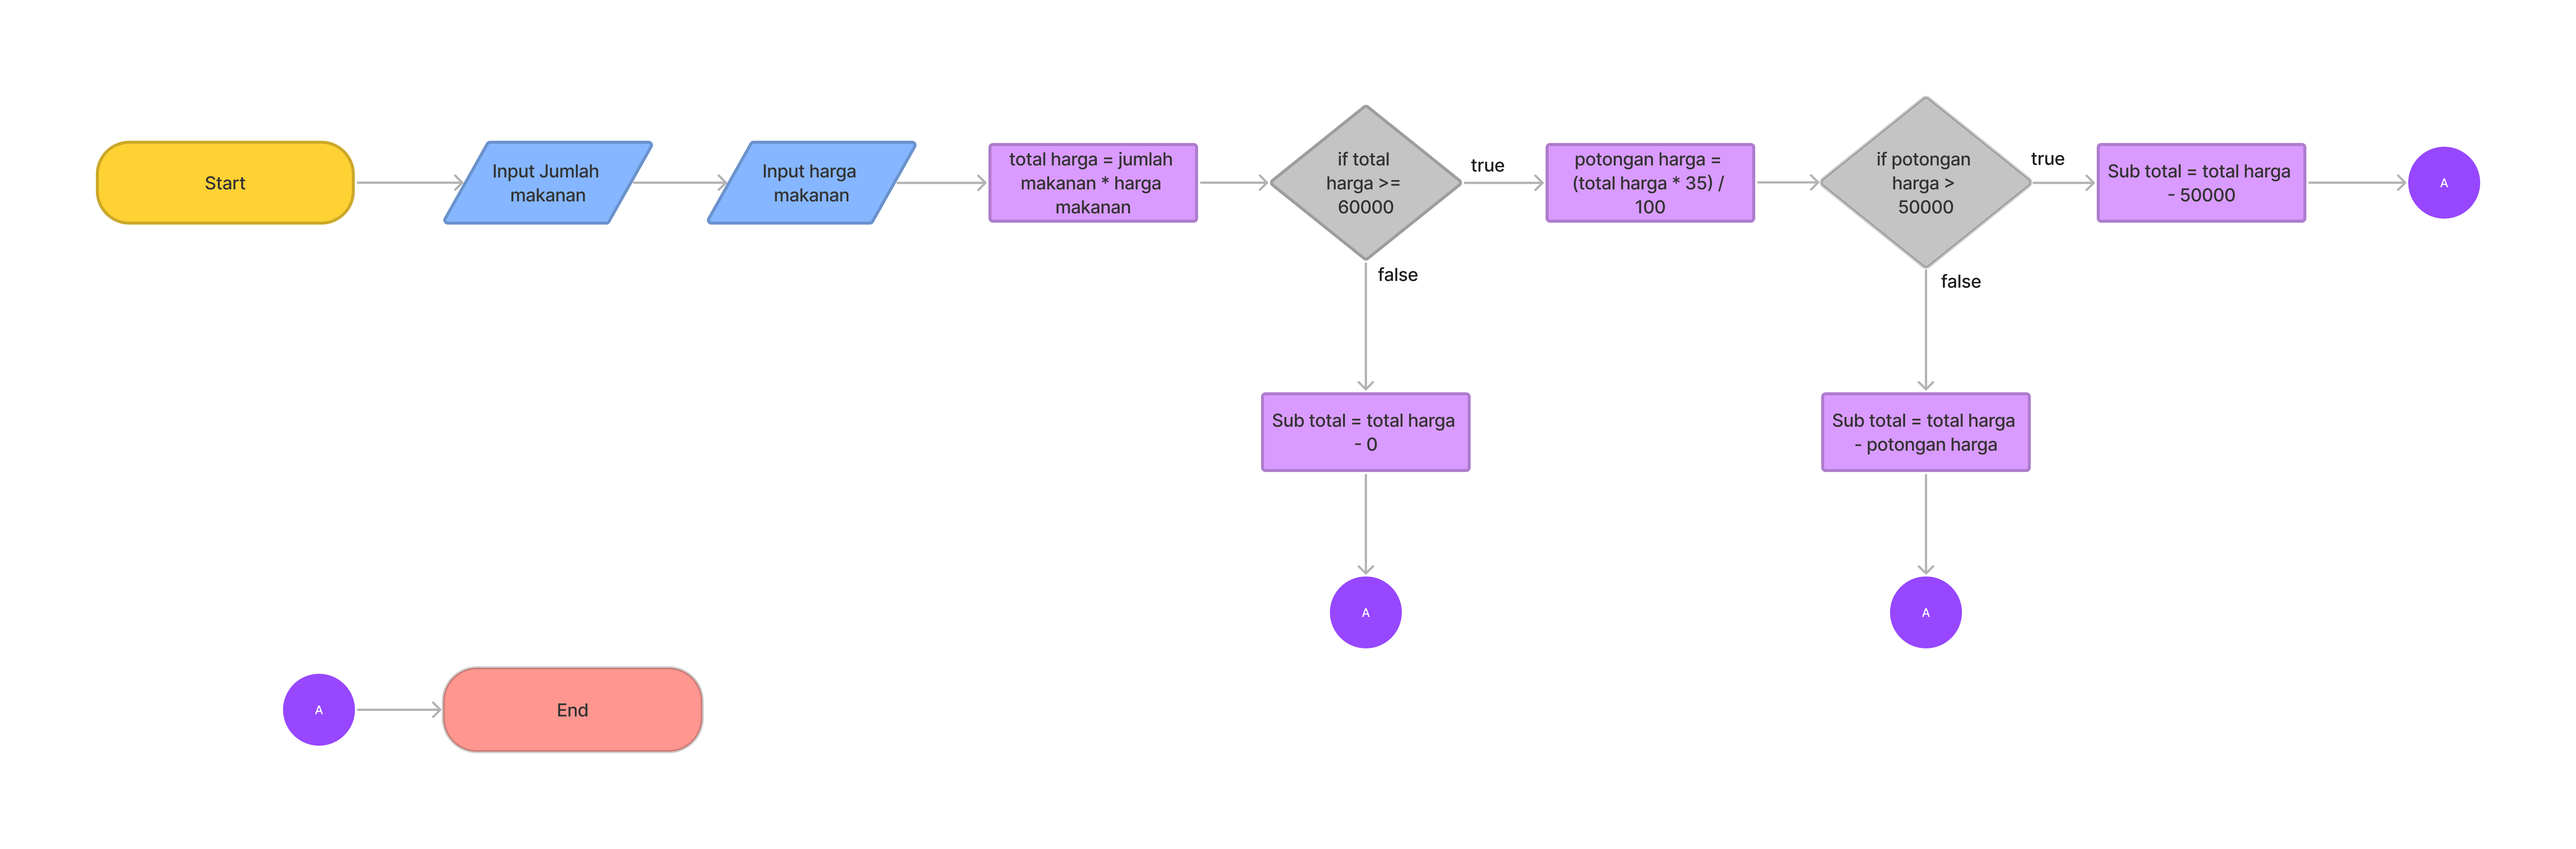 Start
Input Jumlah
makanan
Input harga
makanan
total harga = jumlah
makanan * harga
makanan
if total
harga >=
60000
true
false
potongan harga =
(total harga * 35) /
100
if potongan
harga >
50000
true
false
Sub total = total harga
- 50000
A
Sub total = total harga
- 0
A
Sub total = total harga
- potongan harga
A
A
End